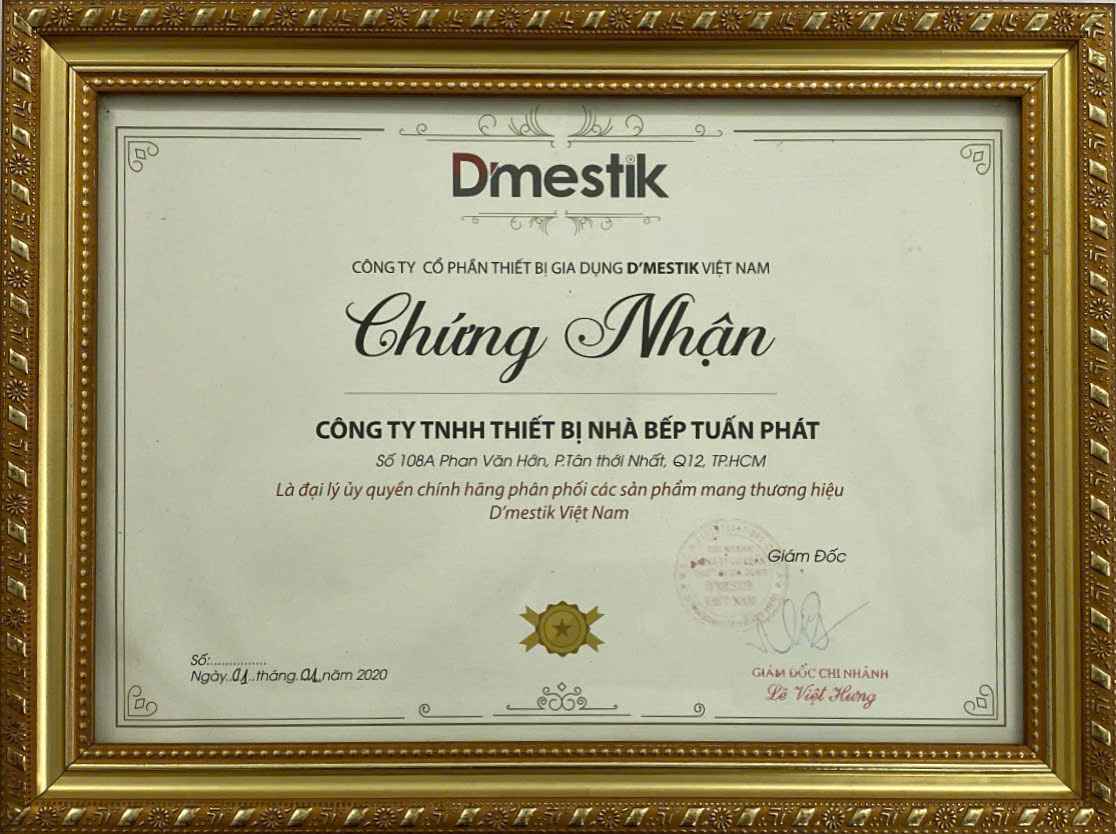 D'mestik
CÔNG TY CỔ PHẦN THIẾT BỊ GIA DỤNG D'MESTIK VIỆT NAM
Chứng Nhận
CÔNG TY TNHH THIẾT BỊ NHÀ BẾP TUẤN PHÁT
Số 108A Phan Văn Hớn, P.Tân thới Nhất, Q12, TP.HCM
Là đại lý ủy quyền chính hãng phân phối các sản phẩm mang thương hiệu
D'mestik Việt Nam
Giám Đốc
Số:...............
Ngày..01..tháng.01.năm 2020
GIÁM ĐỐC CHI NHÁNH
Lê Việt Hưng